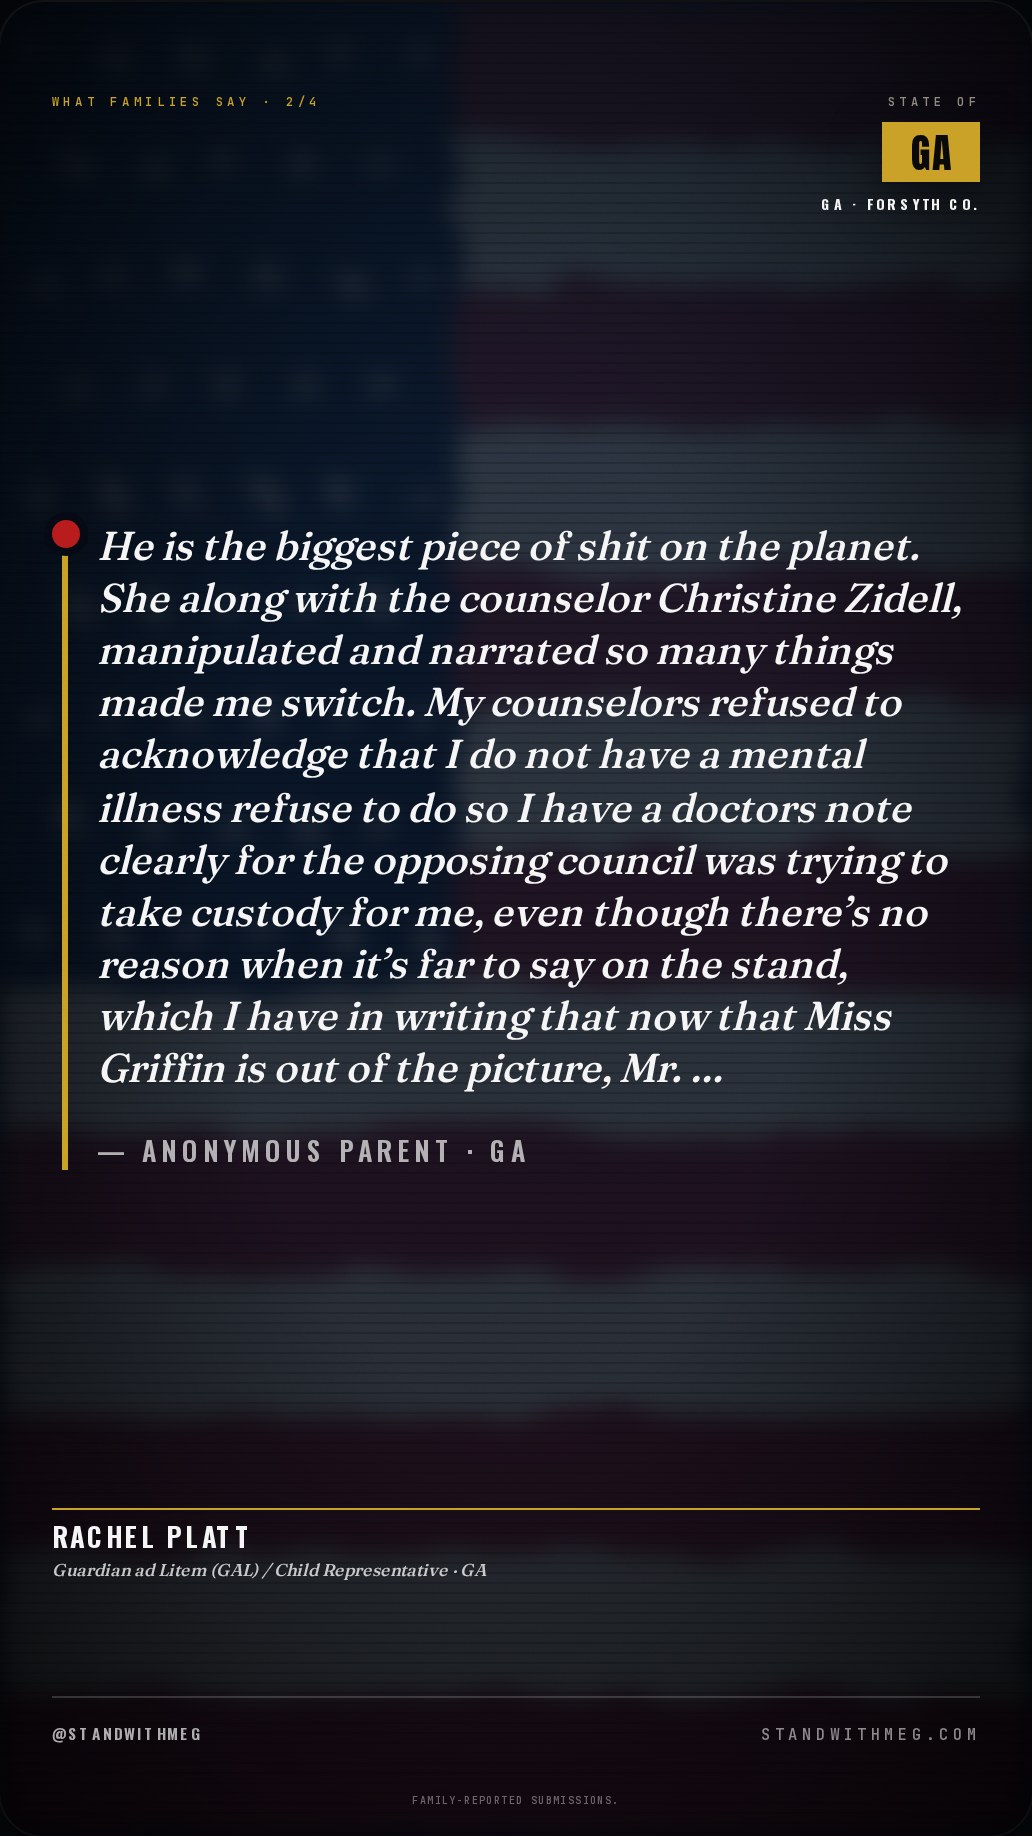 WHAT FAMILIES SAY · 2/4
STATE OF
GA
GA · FORSYTH CO.
He is the biggest piece of shit on the planet.
She along with the counselor Christine Zidell,
manipulated and narrated so many things
made me switch. My counselors refused to
acknowledge that I do not have a mental
illness refuse to do so I have a doctors note
clearly for the opposing council was trying to
take custody for me, even though there’s no
reason when it’s far to say on the stand,
which I have in writing that now that Miss
Griffin is out of the picture, Mr. ...
— ANONYMOUS PARENT · GA
RACHEL PLATT
Guardian ad Litem (GAL) / Child Representative · GA
@STANDWITHMEG
STANDWITHMEG.COM
FAMILY-REPORTED SUBMISSIONS.